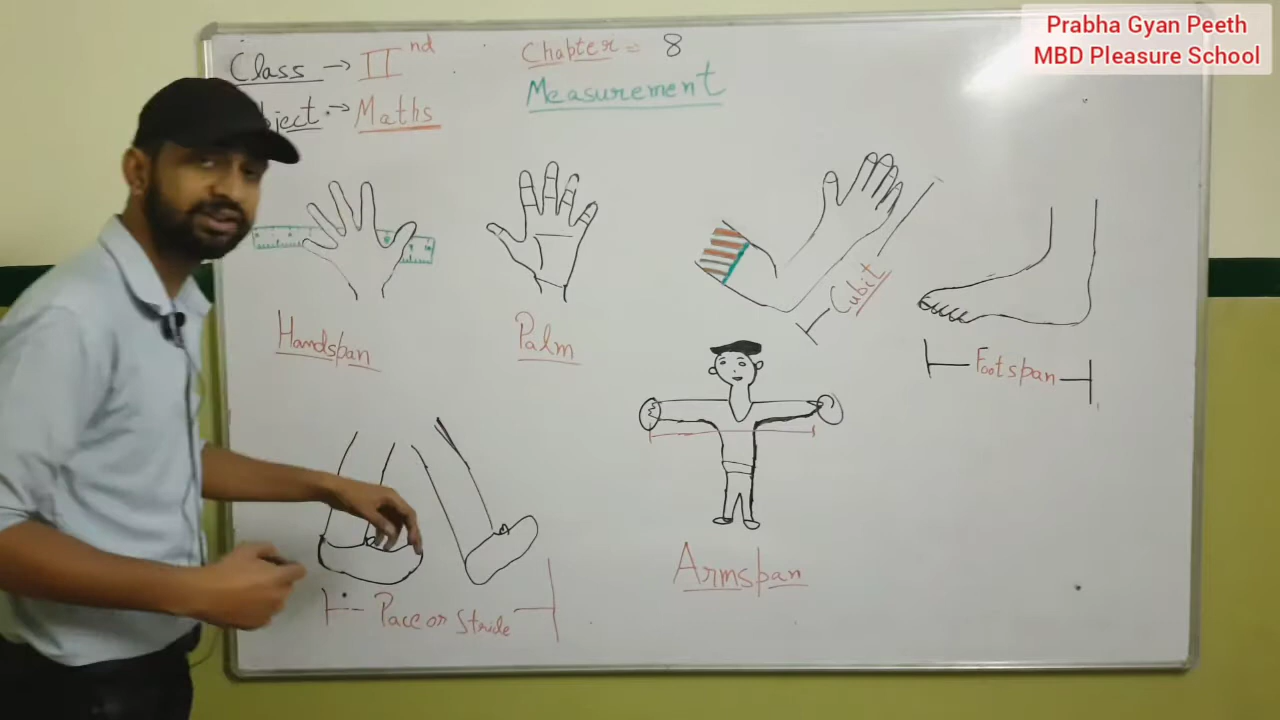 Prabha Gyan Peeth
MBD Pleasure School
Class → IInd
ject → Maths
Chapter = 8
Measurement
Handspan
Palm
Cubit
Footspan
Pace or Stride
Armspan